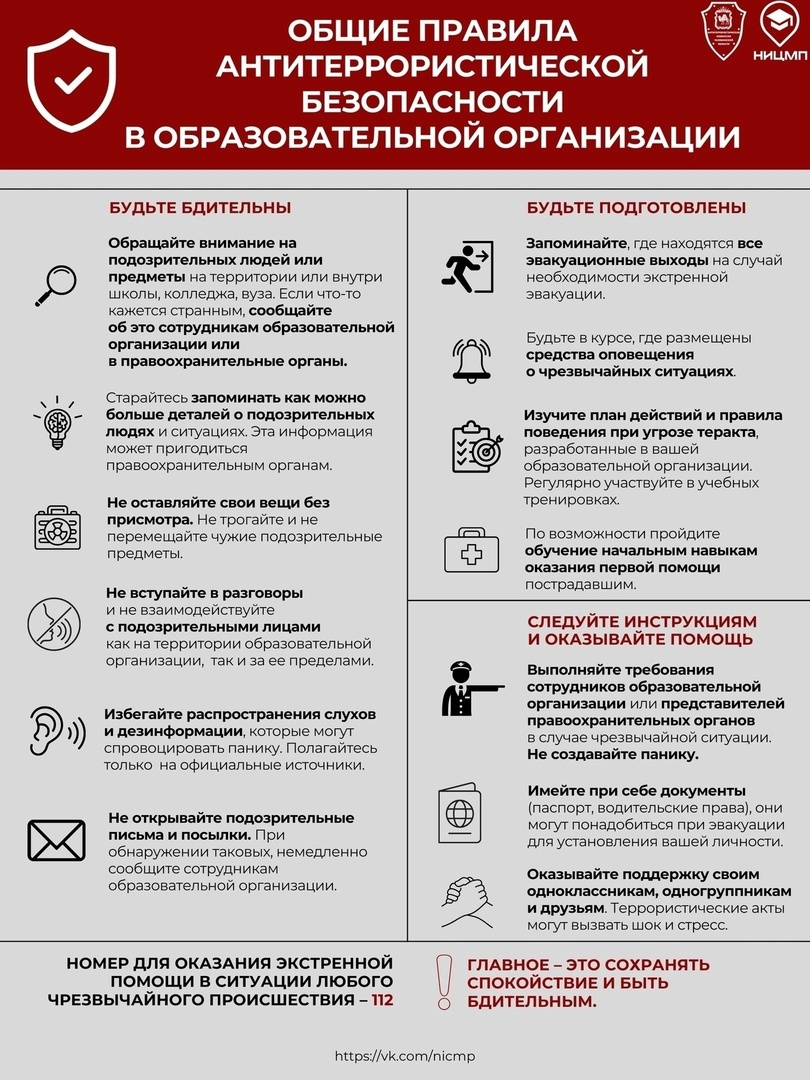 ОБЩИЕ ПРАВИЛА
АНТИТЕРРОРИСТИЧЕСКОЙ
БЕЗОПАСНОСТИ
В ОБРАЗОВАТЕЛЬНОЙ ОРГАНИЗАЦИИ
НИЦМП
БУДЬТЕ БДИТЕЛЬНЫ
Обращайте внимание на
подозрительных людей или
предметы на территории или внутри
школы, колледжа, вуза. Если что-то
кажется странным, сообщайте
об это сотрудникам образовательной
организации или
в правоохранительные органы.
Старайтесь запоминать как можно
больше деталей о подозрительных
людях и ситуациях. Эта информация
может пригодиться
правоохранительным органам.
Не оставляйте свои вещи без
присмотра. Не трогайте и не
перемещайте чужие подозрительные
предметы.
Не вступайте в разговоры
и не взаимодействуйте
с подозрительными лицами
как на территории образовательной
организации, так и за ее пределами.
Избегайте распространения слухов
и дезинформации, которые могут
спровоцировать панику. Полагайтесь
только на официальные источники.
Не открывайте подозрительные
письма и посылки. При
обнаружении таковых, немедленно
сообщите сотрудникам
образовательной организации.
БУДЬТЕ ПОДГОТОВЛЕНЫ
Запоминайте, где находятся все
эвакуационные выходы на случай
необходимости экстренной
эвакуации.
Будьте в курсе, где размещены
средства оповещения
о чрезвычайных ситуациях.
Изучите план действий и правила
поведения при угрозе теракта,
разработанные в вашей
образовательной организации.
Регулярно участвуйте в учебных
тренировках.
По возможности пройдите
обучение начальным навыкам
оказания первой помощи
пострадавшим.
СЛЕДУЙТЕ ИНСТРУКЦИЯМ
И ОКАЗЫВАЙТЕ ПОМОЩЬ
Выполняйте требования
сотрудников образовательной
организации или представителей
правоохранительных органов
в случае чрезвычайной ситуации.
Не создавайте панику.
Имейте при себе документы
(паспорт, водительские права), они
могут понадобиться при эвакуации
для установления вашей личности.
Оказывайте поддержку своим
одноклассникам, одногруппникам
и друзьям. Террористические акты
могут вызвать шок и стресс.
НОМЕР ДЛЯ ОКАЗАНИЯ ЭКСТРЕННОЙ
ПОМОЩИ В СИТУАЦИИ ЛЮБОГО
ЧРЕЗВЫЧАЙНОГО ПРОИСШЕСТВИЯ – 112
ГЛАВНОЕ – ЭТО СОХРАНЯТЬ
СПОКОЙСТВИЕ И БЫТЬ
БДИТЕЛЬНЫМ.
https://vk.com/nicmp